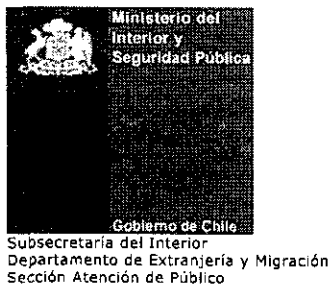 Ministerio del
Interior y
Seguridad Pública
Gobierno de Chile
Subsecretaría del Interior
Departamento de Extranjería y Migración
Sección Atención de Público